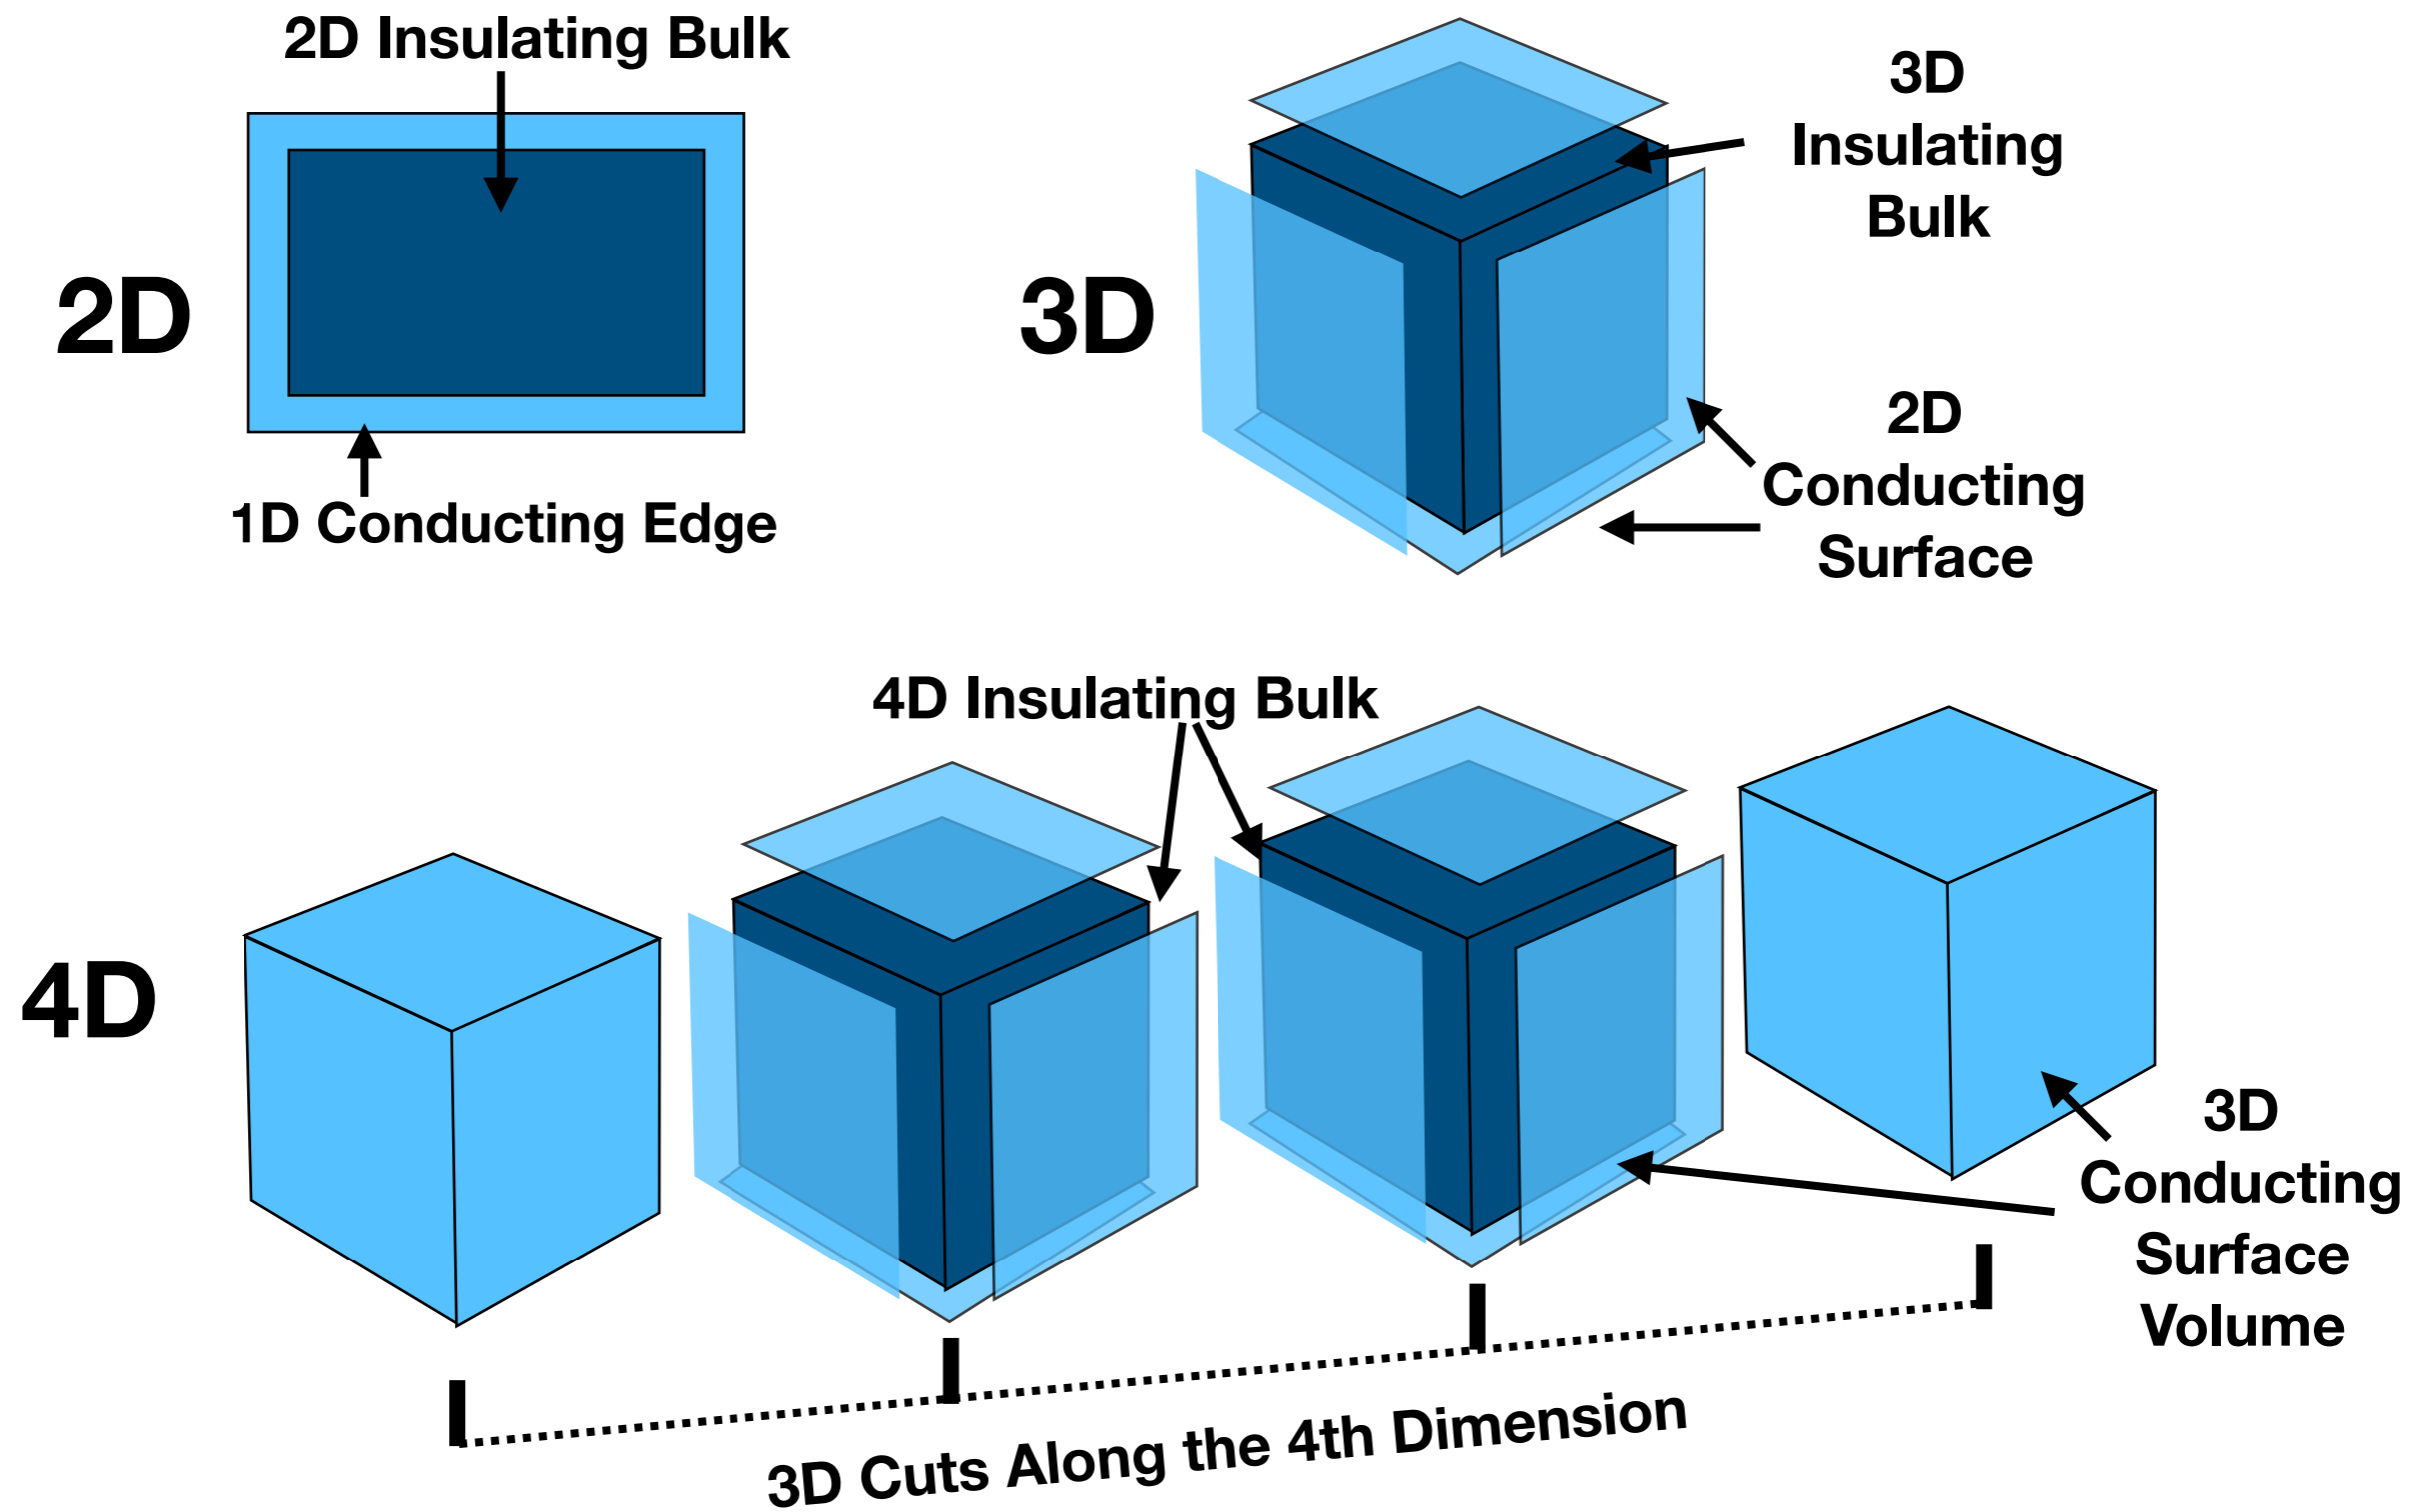 2D Insulating Bulk
2D
1D Conducting Edge
3D
3D
Insulating
Bulk
2D
Conducting
Surface
4D Insulating Bulk
4D
3D
Conducting
Surface
Volume
3D Cuts Along the 4th Dimension